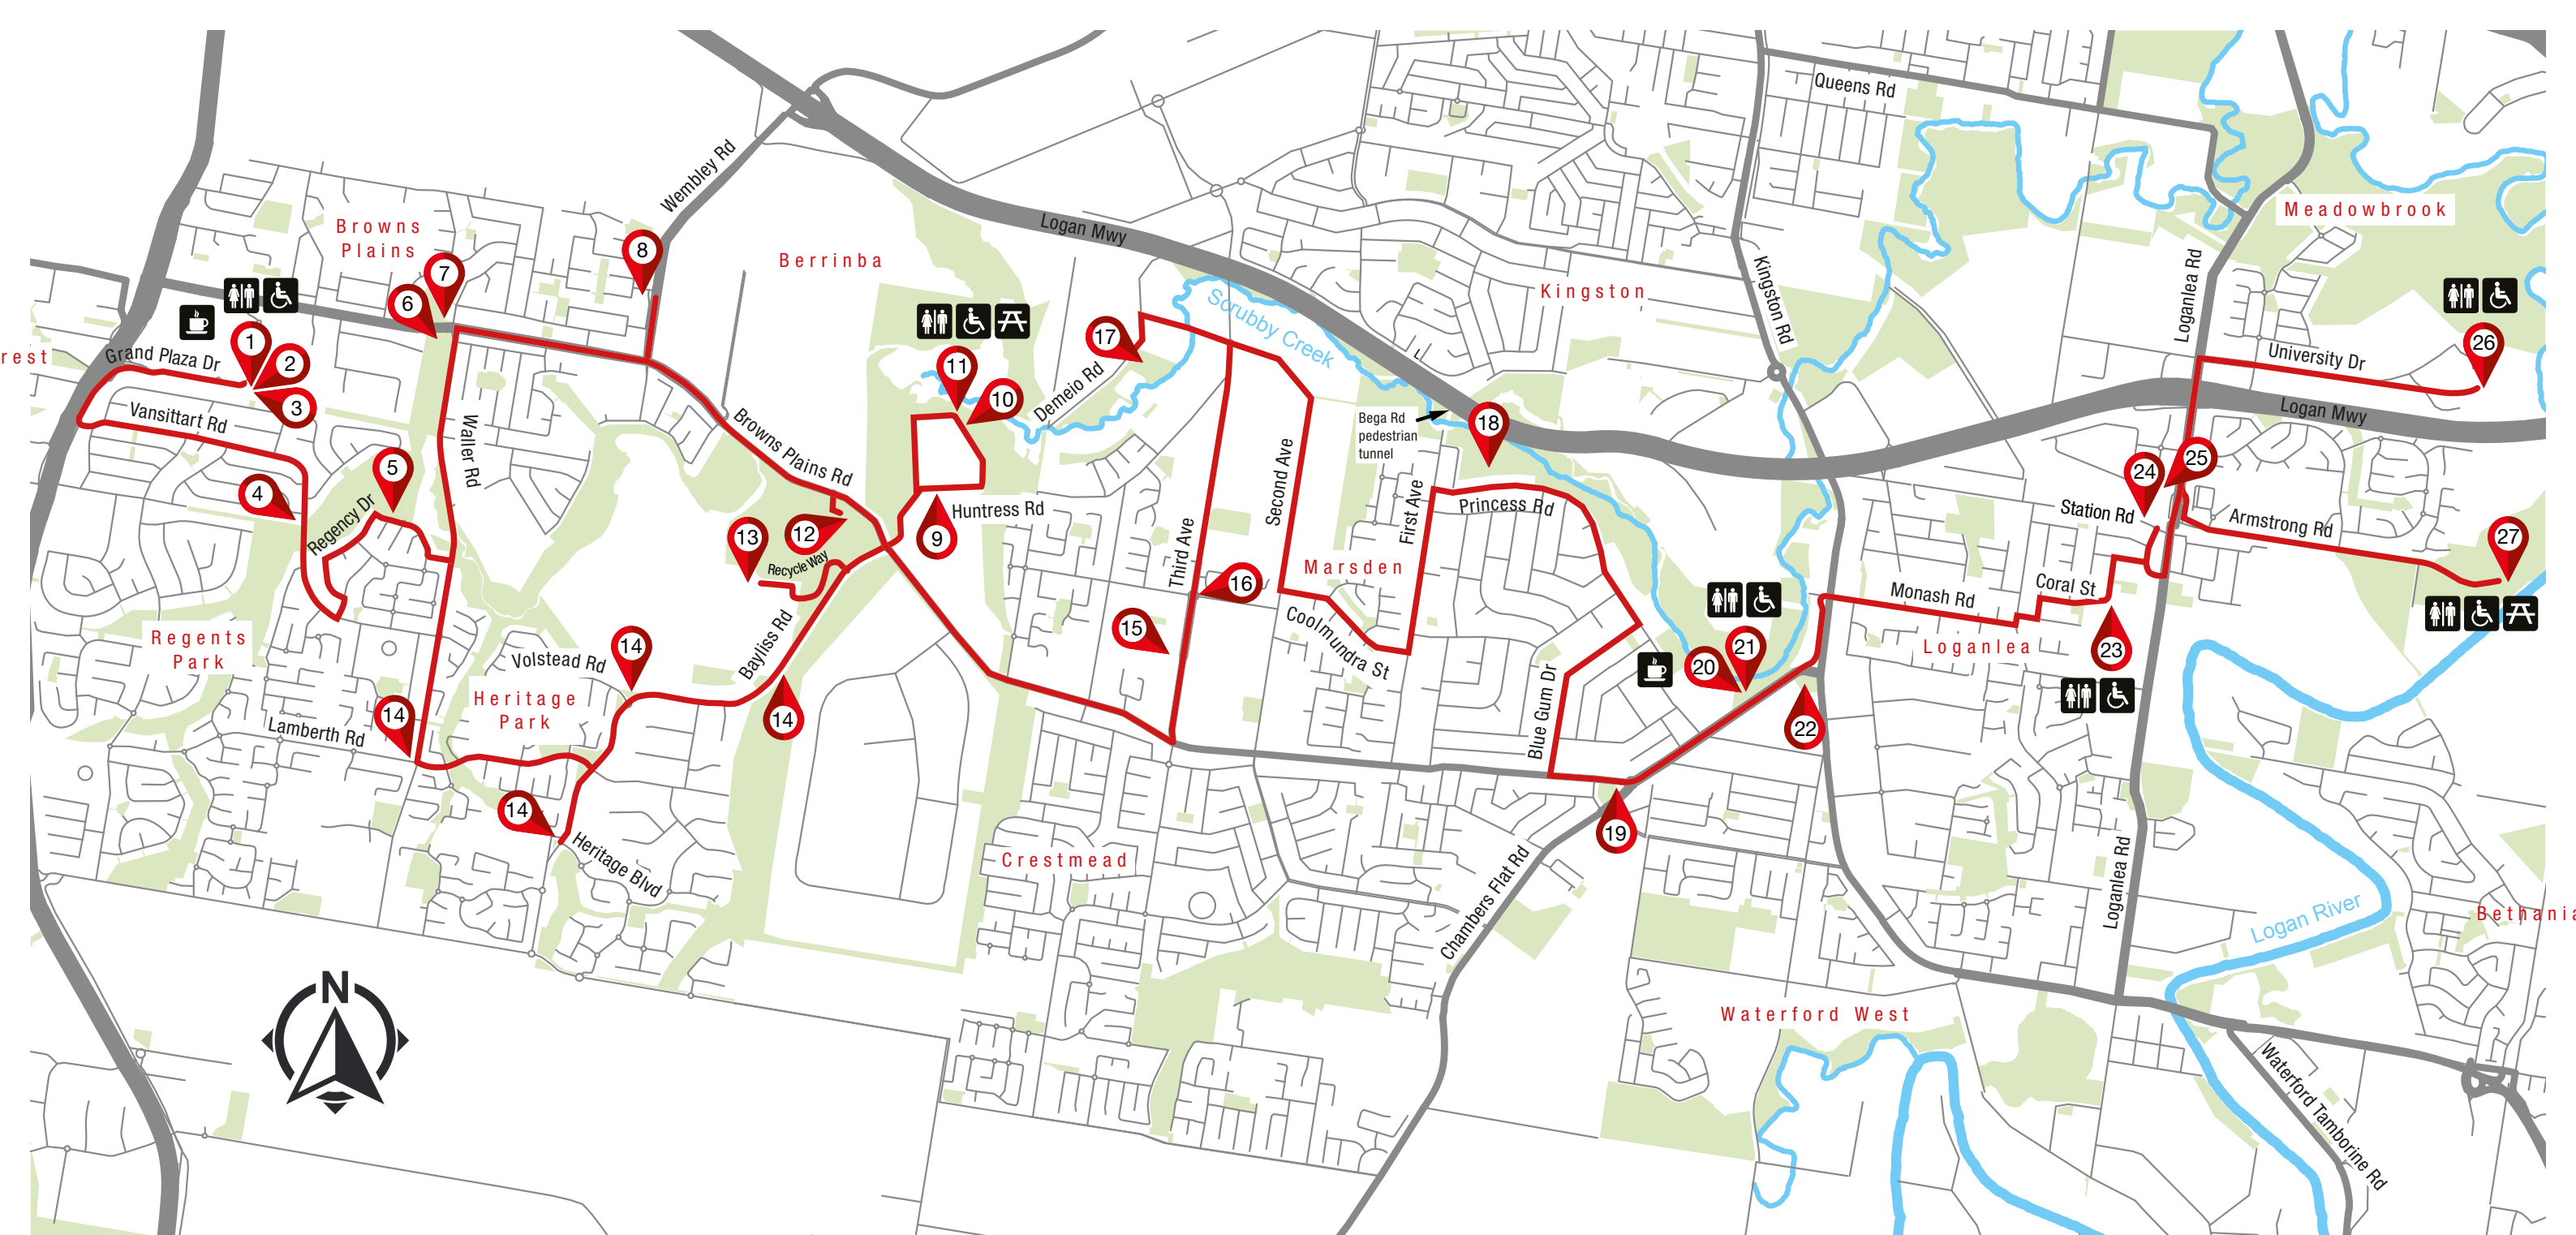 Queens Rd
Wembley Rd
Meadowbrook
Browns
Plains
Logan Mwy
8
Berrinba
7
Kingston
Kingston Rd
Loganlea Rd
6
Scrubby Creek
1
Grand Plaza Dr
2
17
University Dr
26
rest
3
11
10
Demeio Rd
Logan Mwy
Vansittart Rd
Waller Rd
Browns Plains Rd
Bega Rd
pedestrian
tunnel
18
5
4
Second Ave
First Ave
Princess Rd
24
25
Station Rd
Armstrong Rd
Regency Dr
13
12
9
Huntress Rd
27
Recycle Way
Third Ave
16
Marsden
Monash Rd
Coral St
Regents
Park
14
Volstead Rd
Bayliss Rd
15
Coolmundra St
20
21
Loganlea
23
Heritage
Park
14
Lamberth Rd
14
Blue Gum Dr
22
14
Heritage Blvd
19
Crestmead
Chambers Flat Rd
Loganlea Rd
Logan River
Bethania
N
Waterford West
Waterford Tamborine Rd